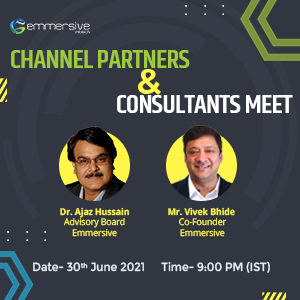 emmersive
INFOTECH
CHANNEL PARTNERS
&
CONSULTANTS MEET
Dr. Ajaz Hussain
Advisory Board
Emmersive
Mr. Vivek Bhide
Co-Founder
Emmersive
Date- 30th June 2021 Time- 9:00 PM (IST)